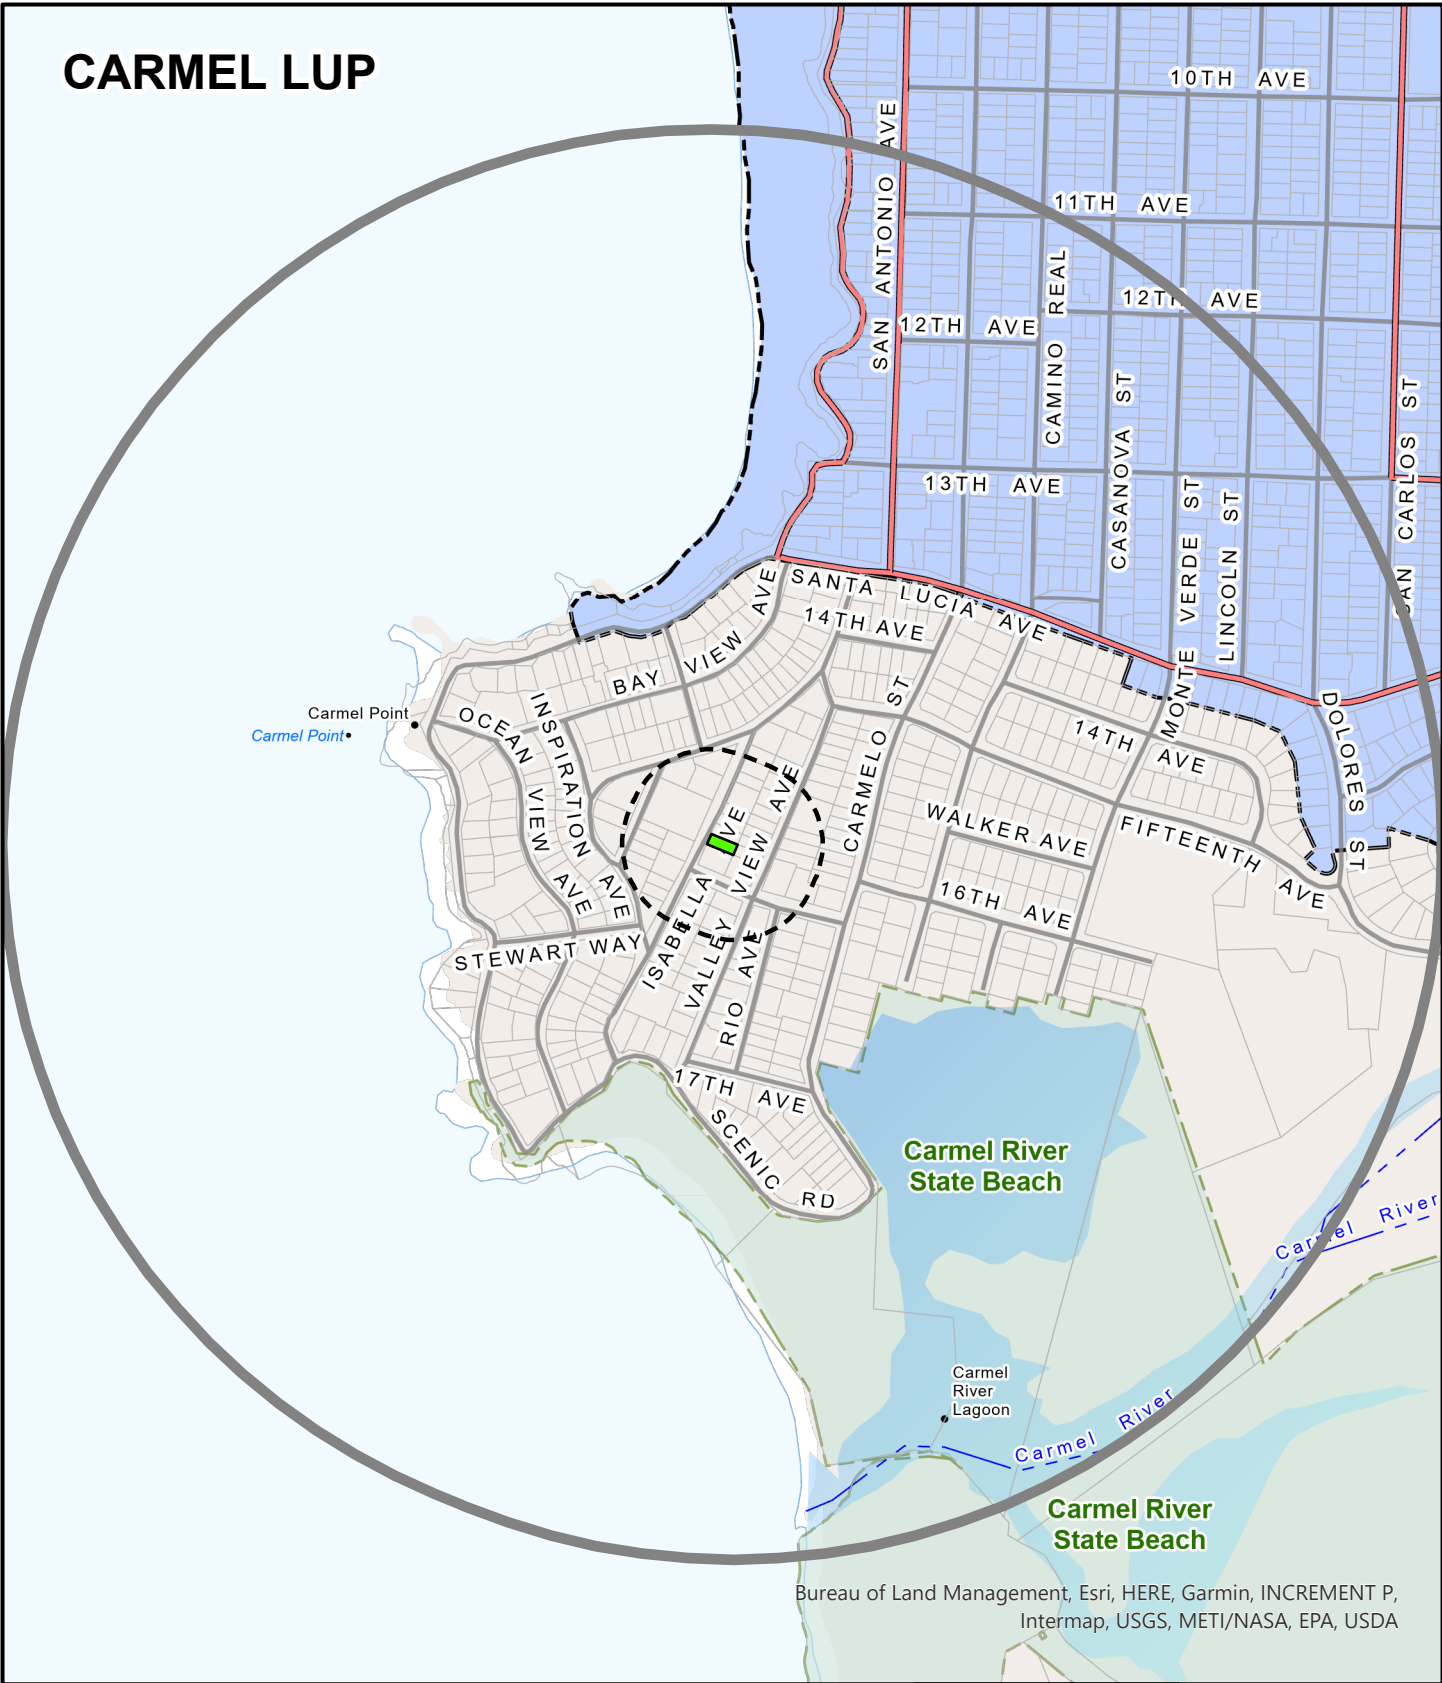 CARMEL LUP
10TH AVE
SAN ANTONIO AVE
11TH AVE
12TH AVE
12TH AVE
CAMINO REAL
CASANOVA ST
SAN CARLOS ST
13TH AVE
VERDE ST
MONTE
LINCOLN ST
SANTA LUCIA AVE
14TH AVE
BAY VIEW AVE
Carmel Point
Carmel Point
OCEAN VIEW AVE
INSPIRATION AVE
CARMELO ST
14TH AVE
DOLORES ST
WALKER AVE
FIFTEENTH AVE
16TH AVE
ISABELLA AVE
VALLEY VIEW AVE
RIO AVE
STEWART WAY
17TH AVE
SCENIC RD
Carmel River
State Beach
Carmel River
Carmel
River
Lagoon
Carmel River
Carmel River
State Beach
Bureau of Land Management, Esri, HERE, Garmin, INCREMENT P,
Intermap, USGS, METI/NASA, EPA, USDA